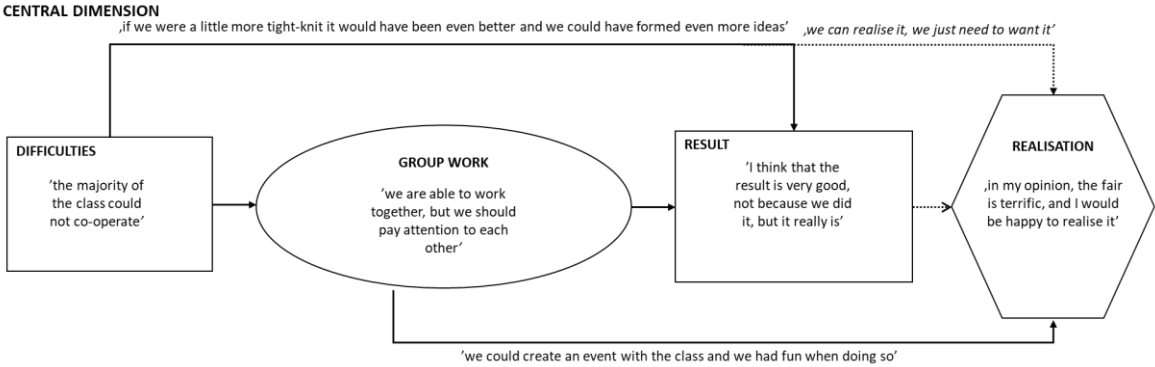 CENTRAL DIMENSION
‚if we were a little more tight-knit it would have been even better and we could have formed even more ideas’
‚we can realise it, we just need to want it’
DIFFICULTIES
’the majority of
the class could
not co-operate’
GROUP WORK
’we are able to work
together, but we should
pay attention to each
other’
RESULT
’I think that the
result is very good,
not because we did
it, but it really is’
REALISATION
‚in my opinion, the fair
is terrific, and I would
be happy to realise it’
’we could create an event with the class and we had fun when doing so’